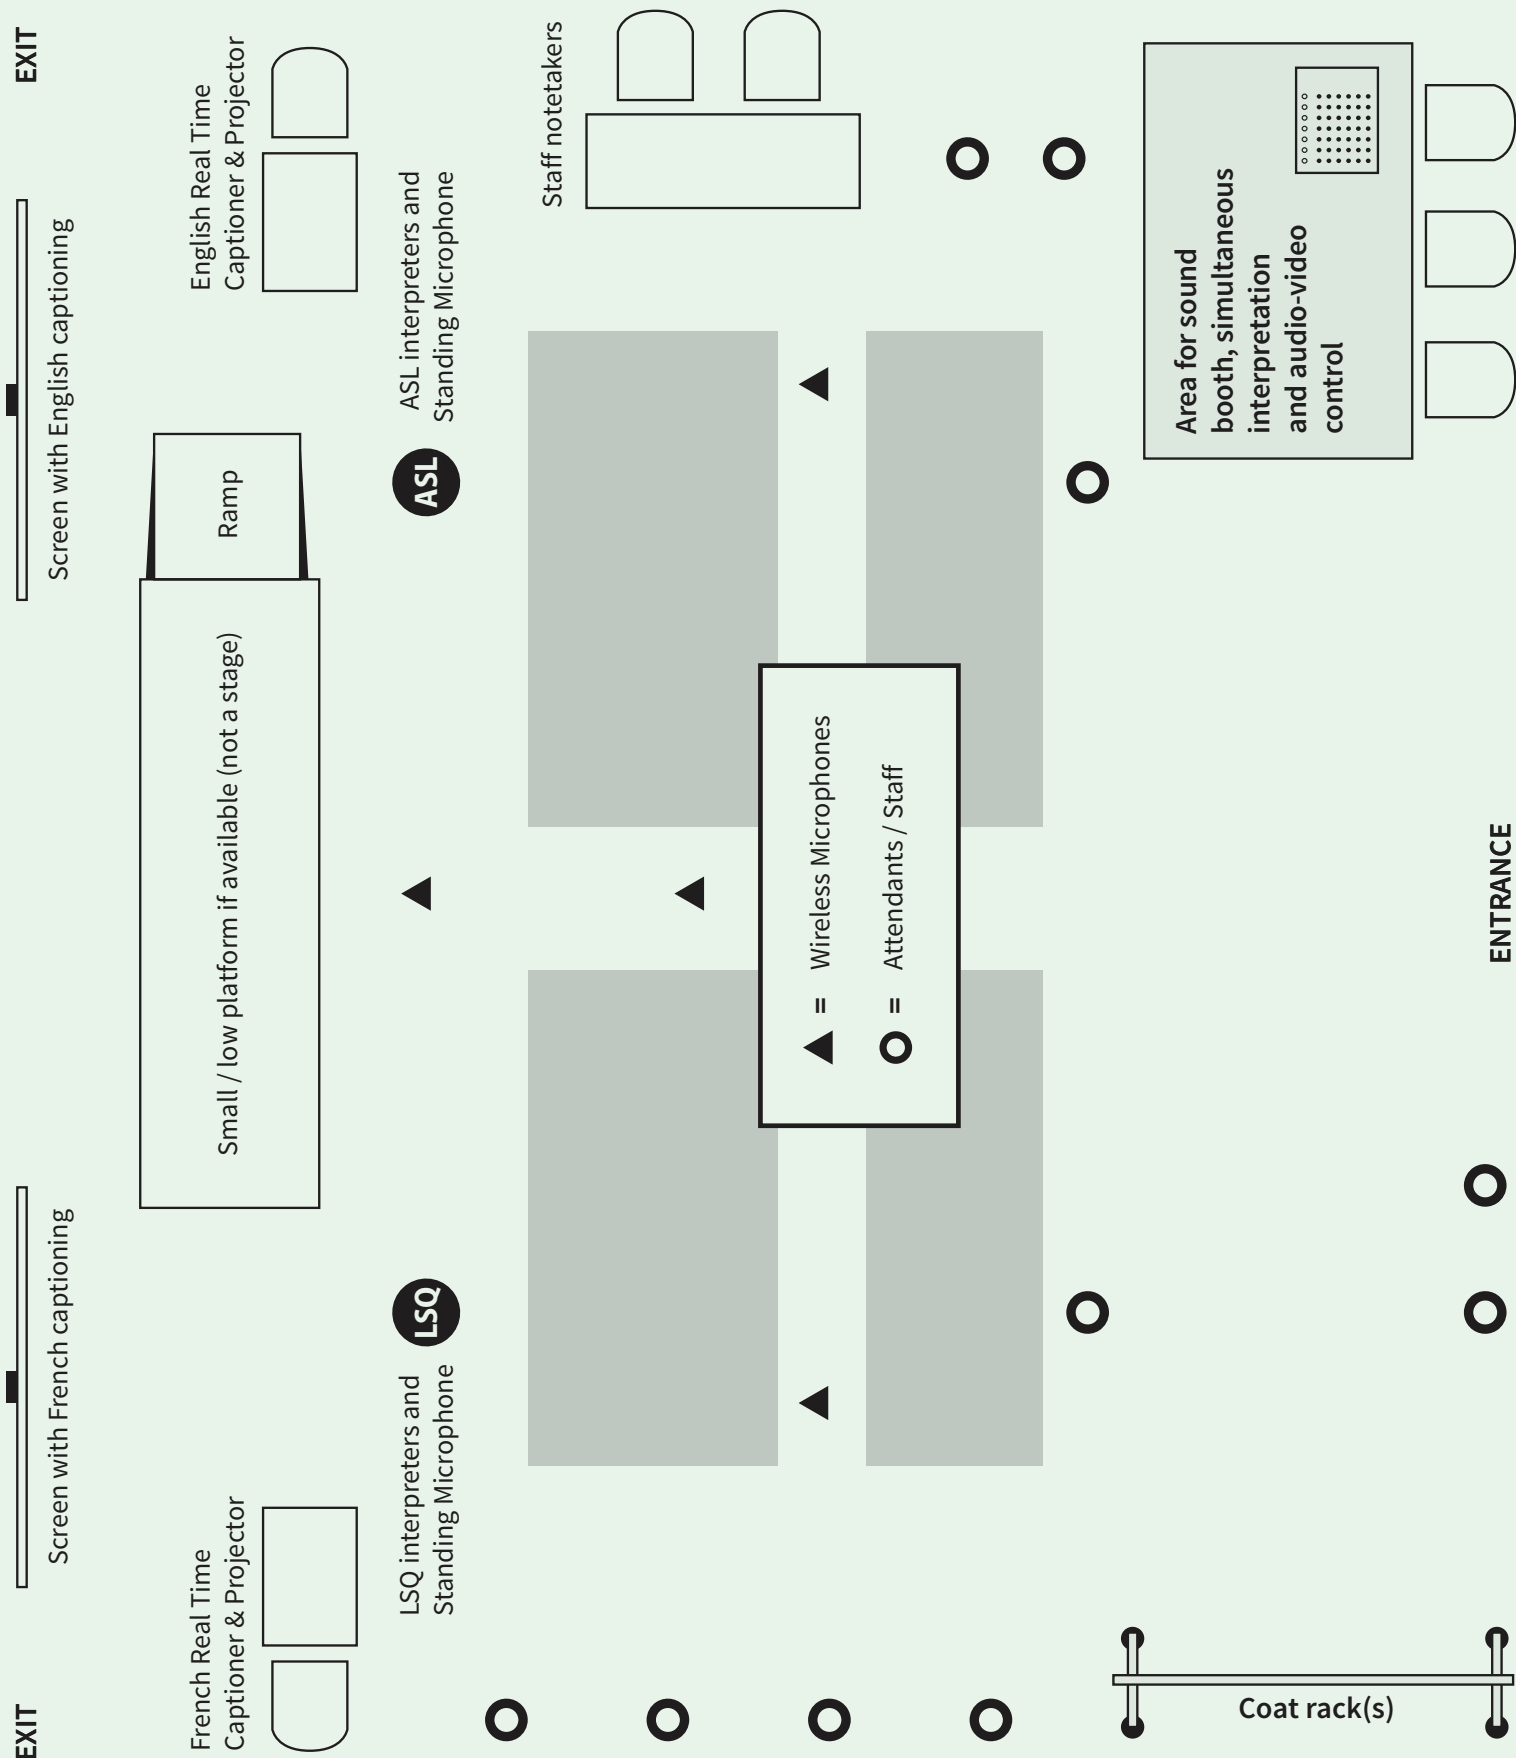 EXIT
Screen with French captioning
Screen with English captioning
EXIT
French Real Time
Captioner & Projector
Small / low platform if available (not a stage)
Ramp
English Real Time
Captioner & Projector
LSQ interpreters and
Standing Microphone
LSQ
ASL
ASL interpreters and
Standing Microphone
Staff notetakers
= Wireless Microphones
= Attendants / Staff
Area for sound
booth, simultaneous
interpretation
and audio-video
control
Coat rack(s)
ENTRANCE